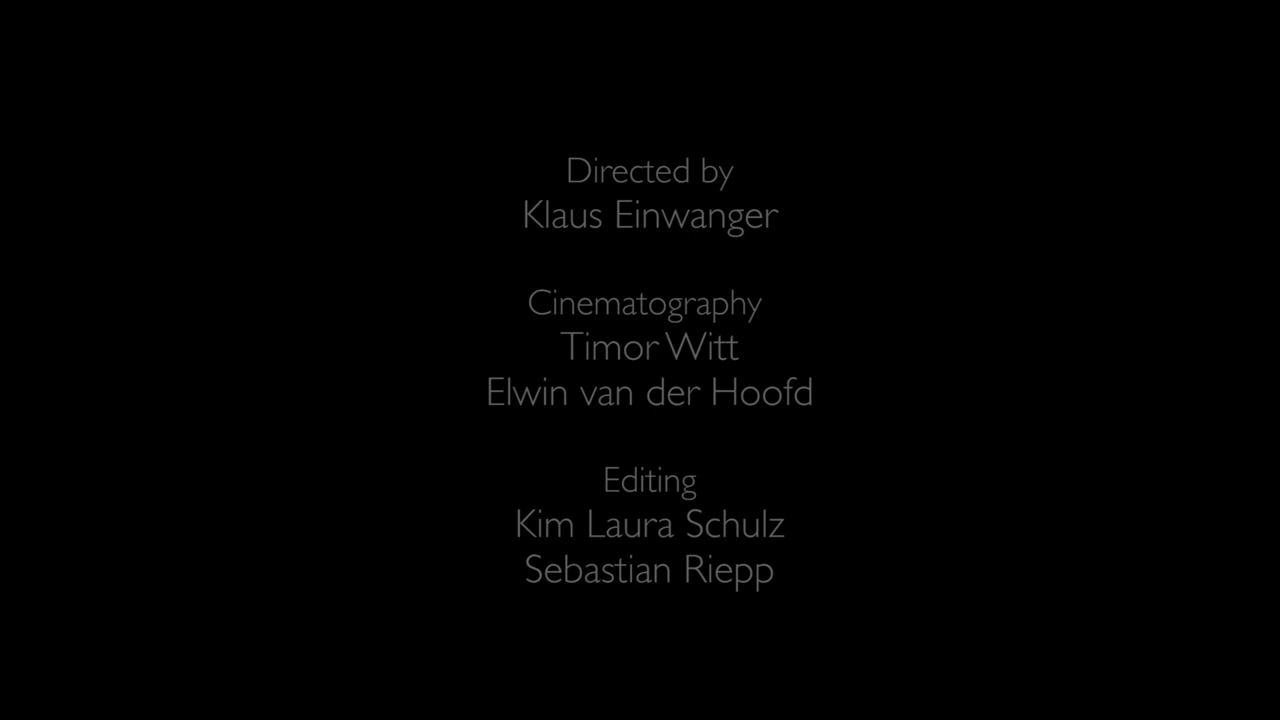 Directed by
Klaus Einwanger
Cinematography
Timor Witt
Elwin van der Hoofd
Editing
Kim Laura Schulz
Sebastian Riepp